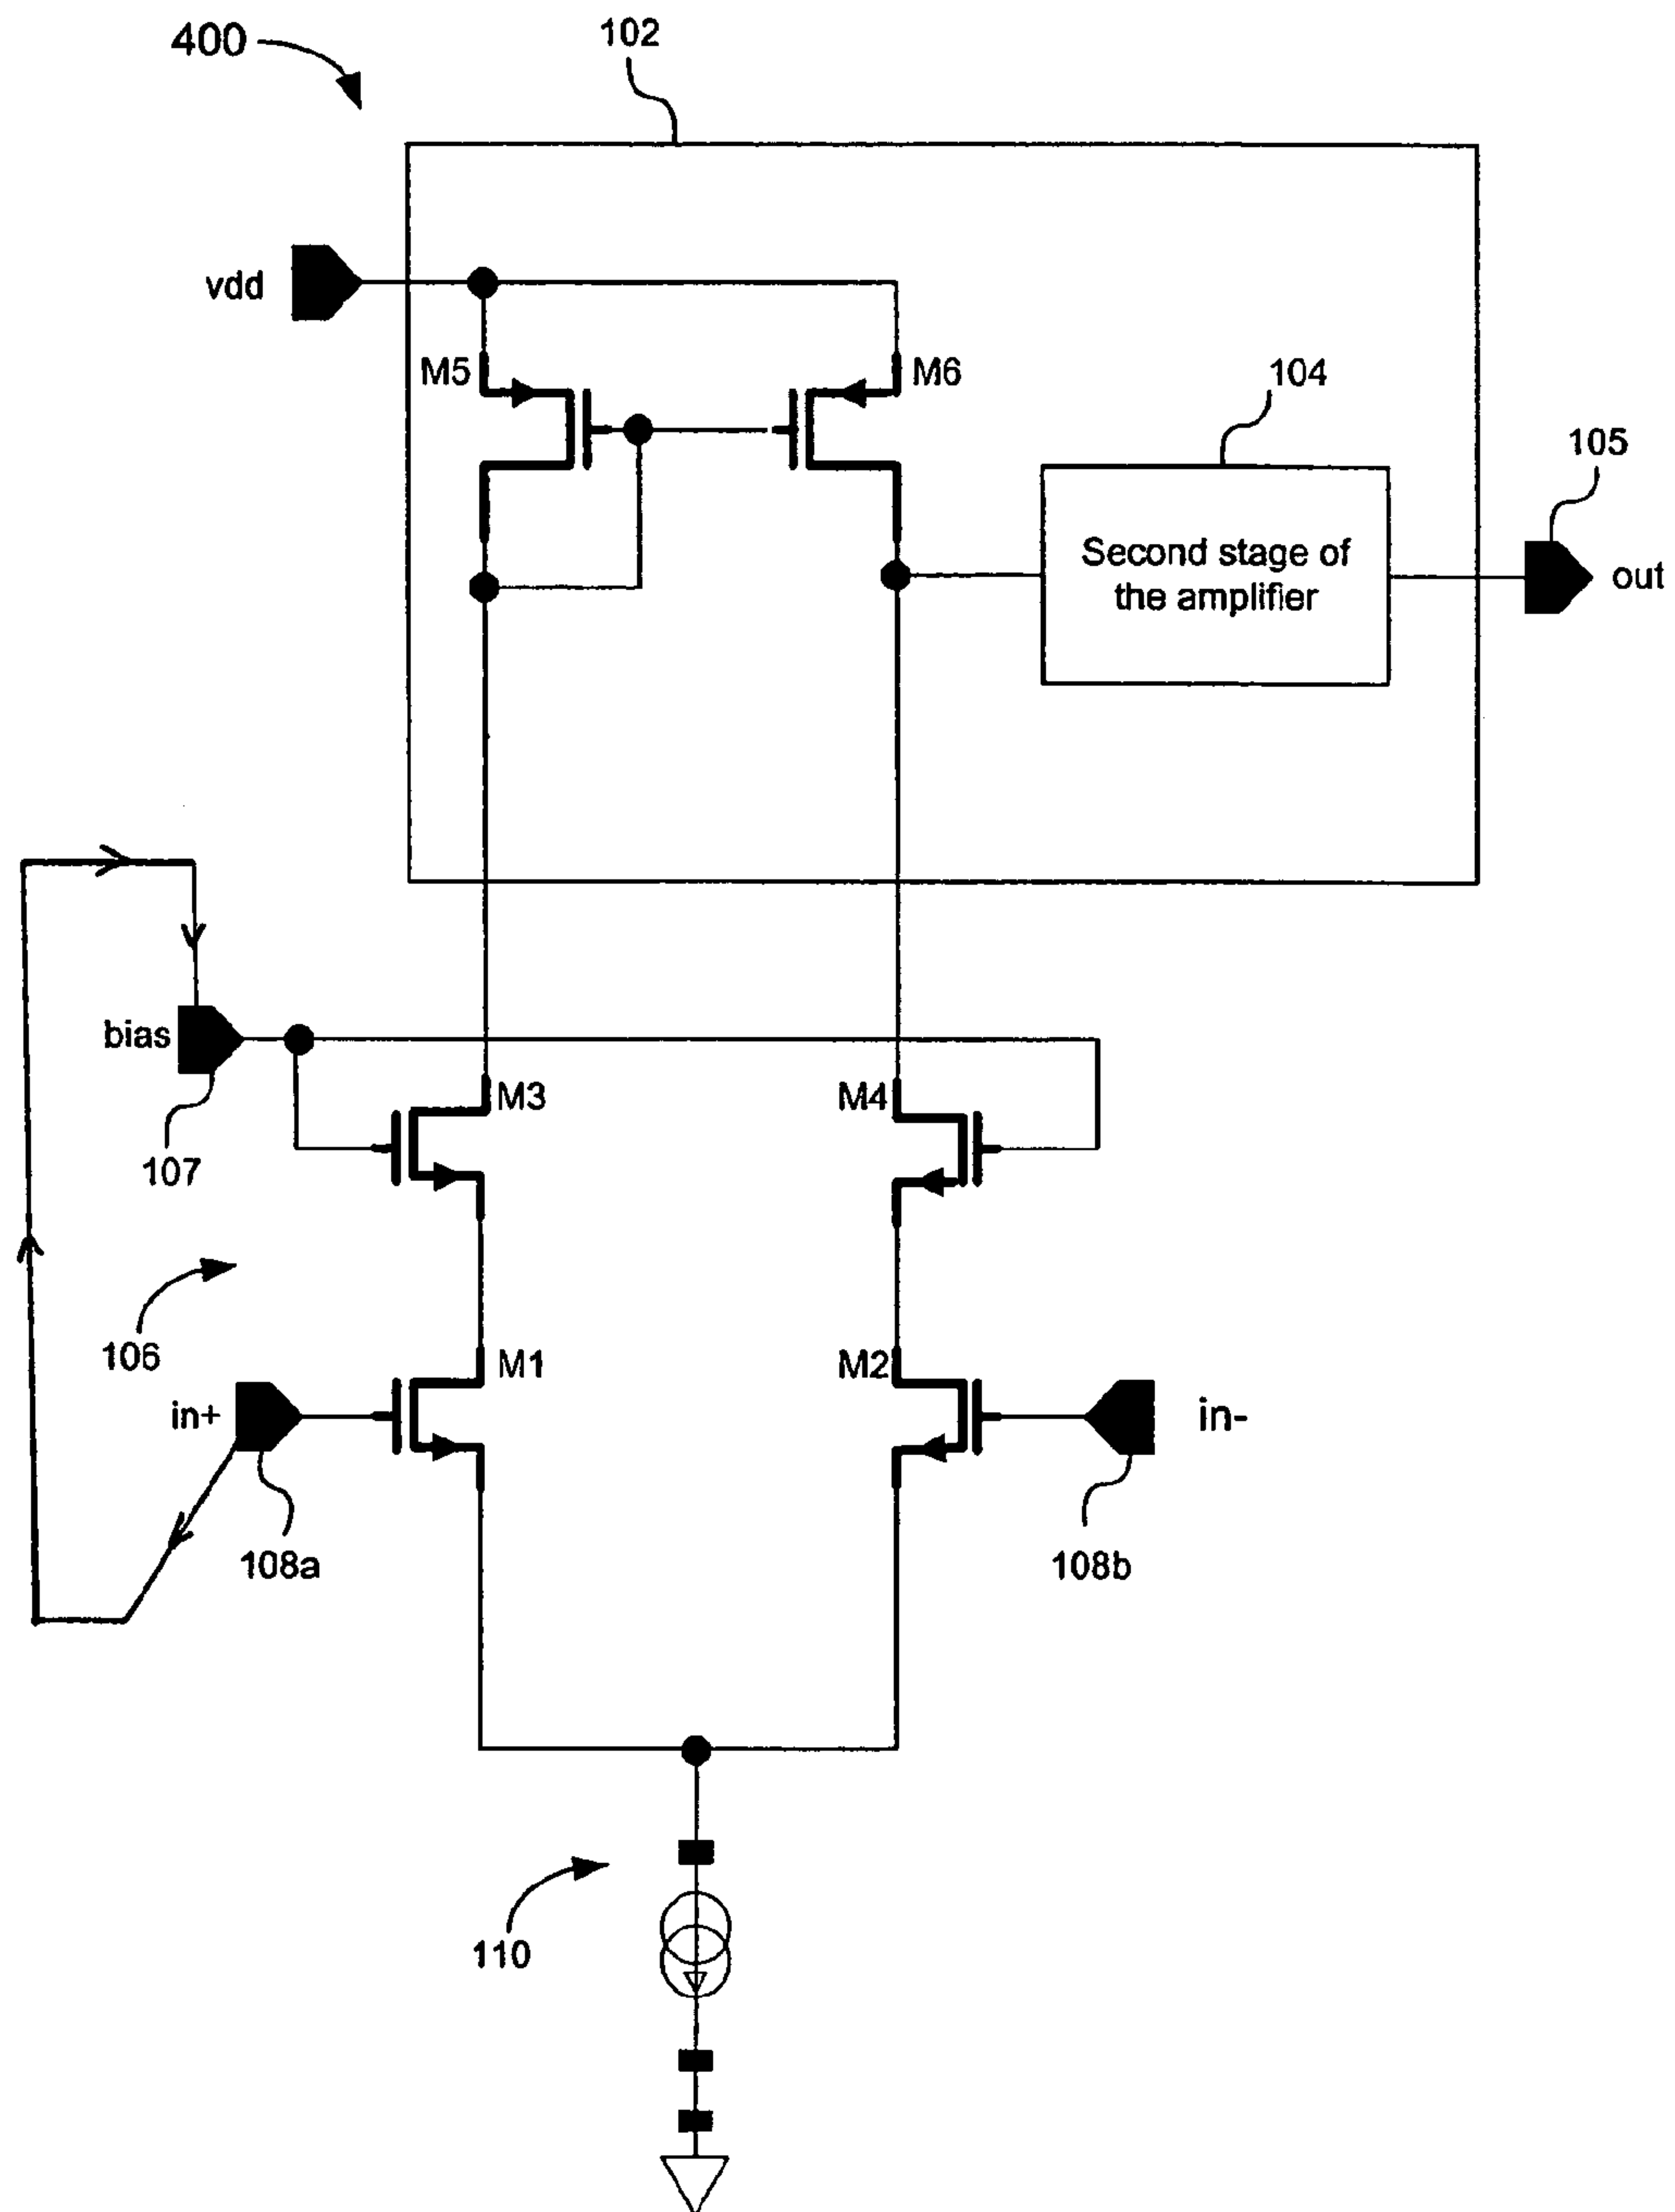 400
102
vdd
M5
M6
104
105
Second stage of
the amplifier
out
bias
M3
M4
107
106
M1
M2
in+
in-
108a
108b
110